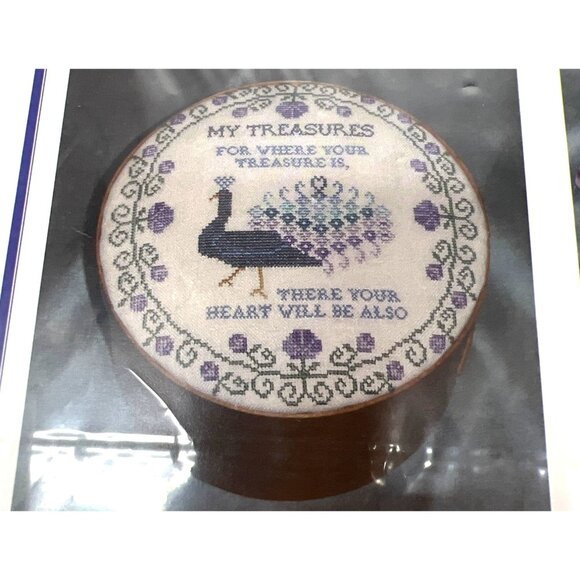 MY TREASURES
FOR WHERE YOUR
TREASURE IS,
THERE YOUR
HEART WILL BE ALSO